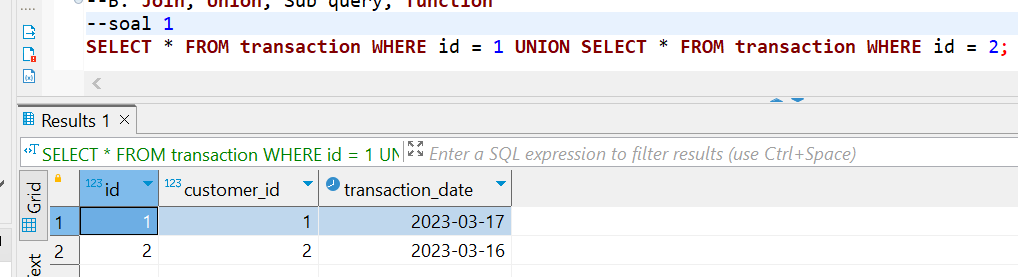 --B. Join, Union, Sub query, function
--soal 1
SELECT * FROM transaction WHERE id = 1 UNION SELECT * FROM transaction WHERE id = 2;
Results 1
SELECT * FROM transaction WHERE id = 1 UN
Enter a SQL expression to filter results (use Ctrl+Space)
Grid
123 id 123 customer_id transaction_date
1 1 1 2023-03-17
2 2 2 2023-03-16